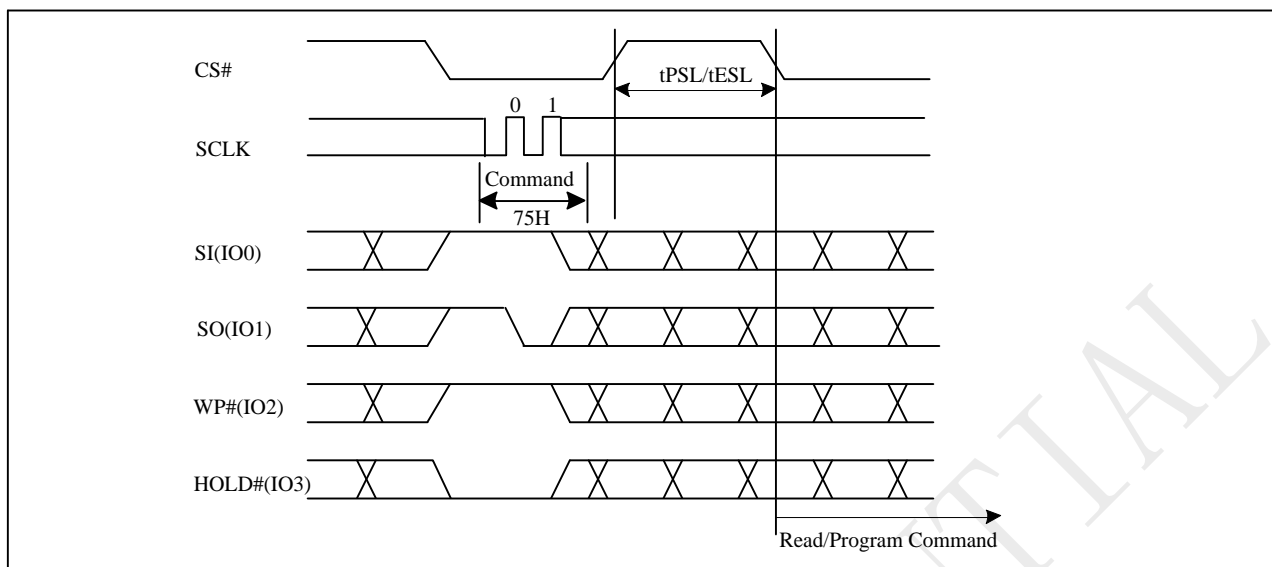 CS#
tPSL/tESL
0 1
SCLK
Command
75H
SI(IO0)
SO(IO1)
WP#(IO2)
HOLD#(IO3)
Read/Program Command
TIAL